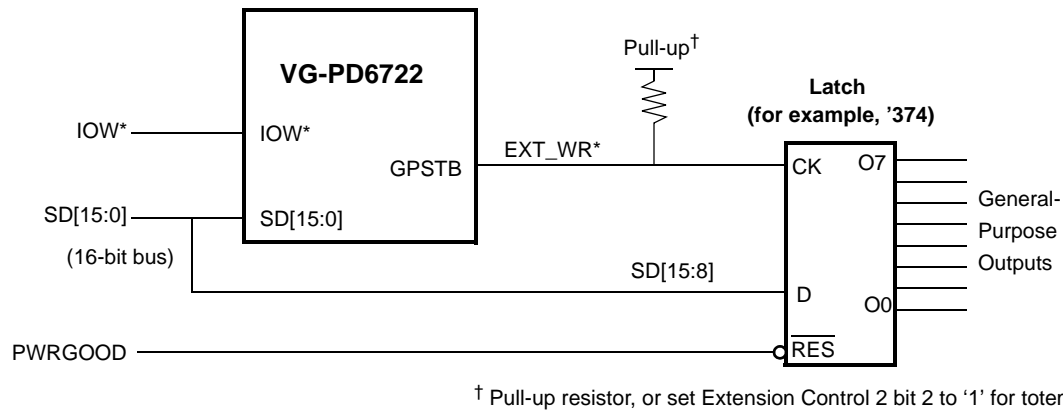 Pull-up†
VG-PD6722
Latch
(for example, '374)
IOW*
IOW*
EXT_WR*
GPSTB
CK
O7
General-
Purpose
Outputs
SD[15:0]
SD[15:0]
(16-bit bus)
SD[15:8]
D
O0
PWRGOOD
RES
† Pull-up resistor, or set Extension Control 2 bit 2 to ‘1’ for